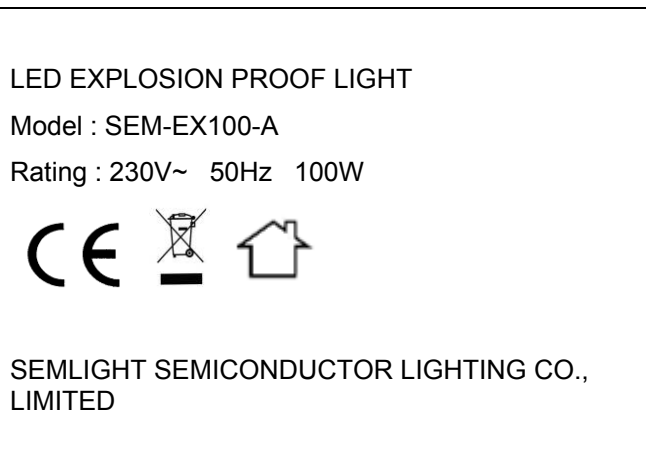 LED EXPLOSION PROOF LIGHT
Model : SEM-EX100-A
Rating : 230V~ 50Hz 100W
CE
SEMLIGHT SEMICONDUCTOR LIGHTING CO.,
LIMITED